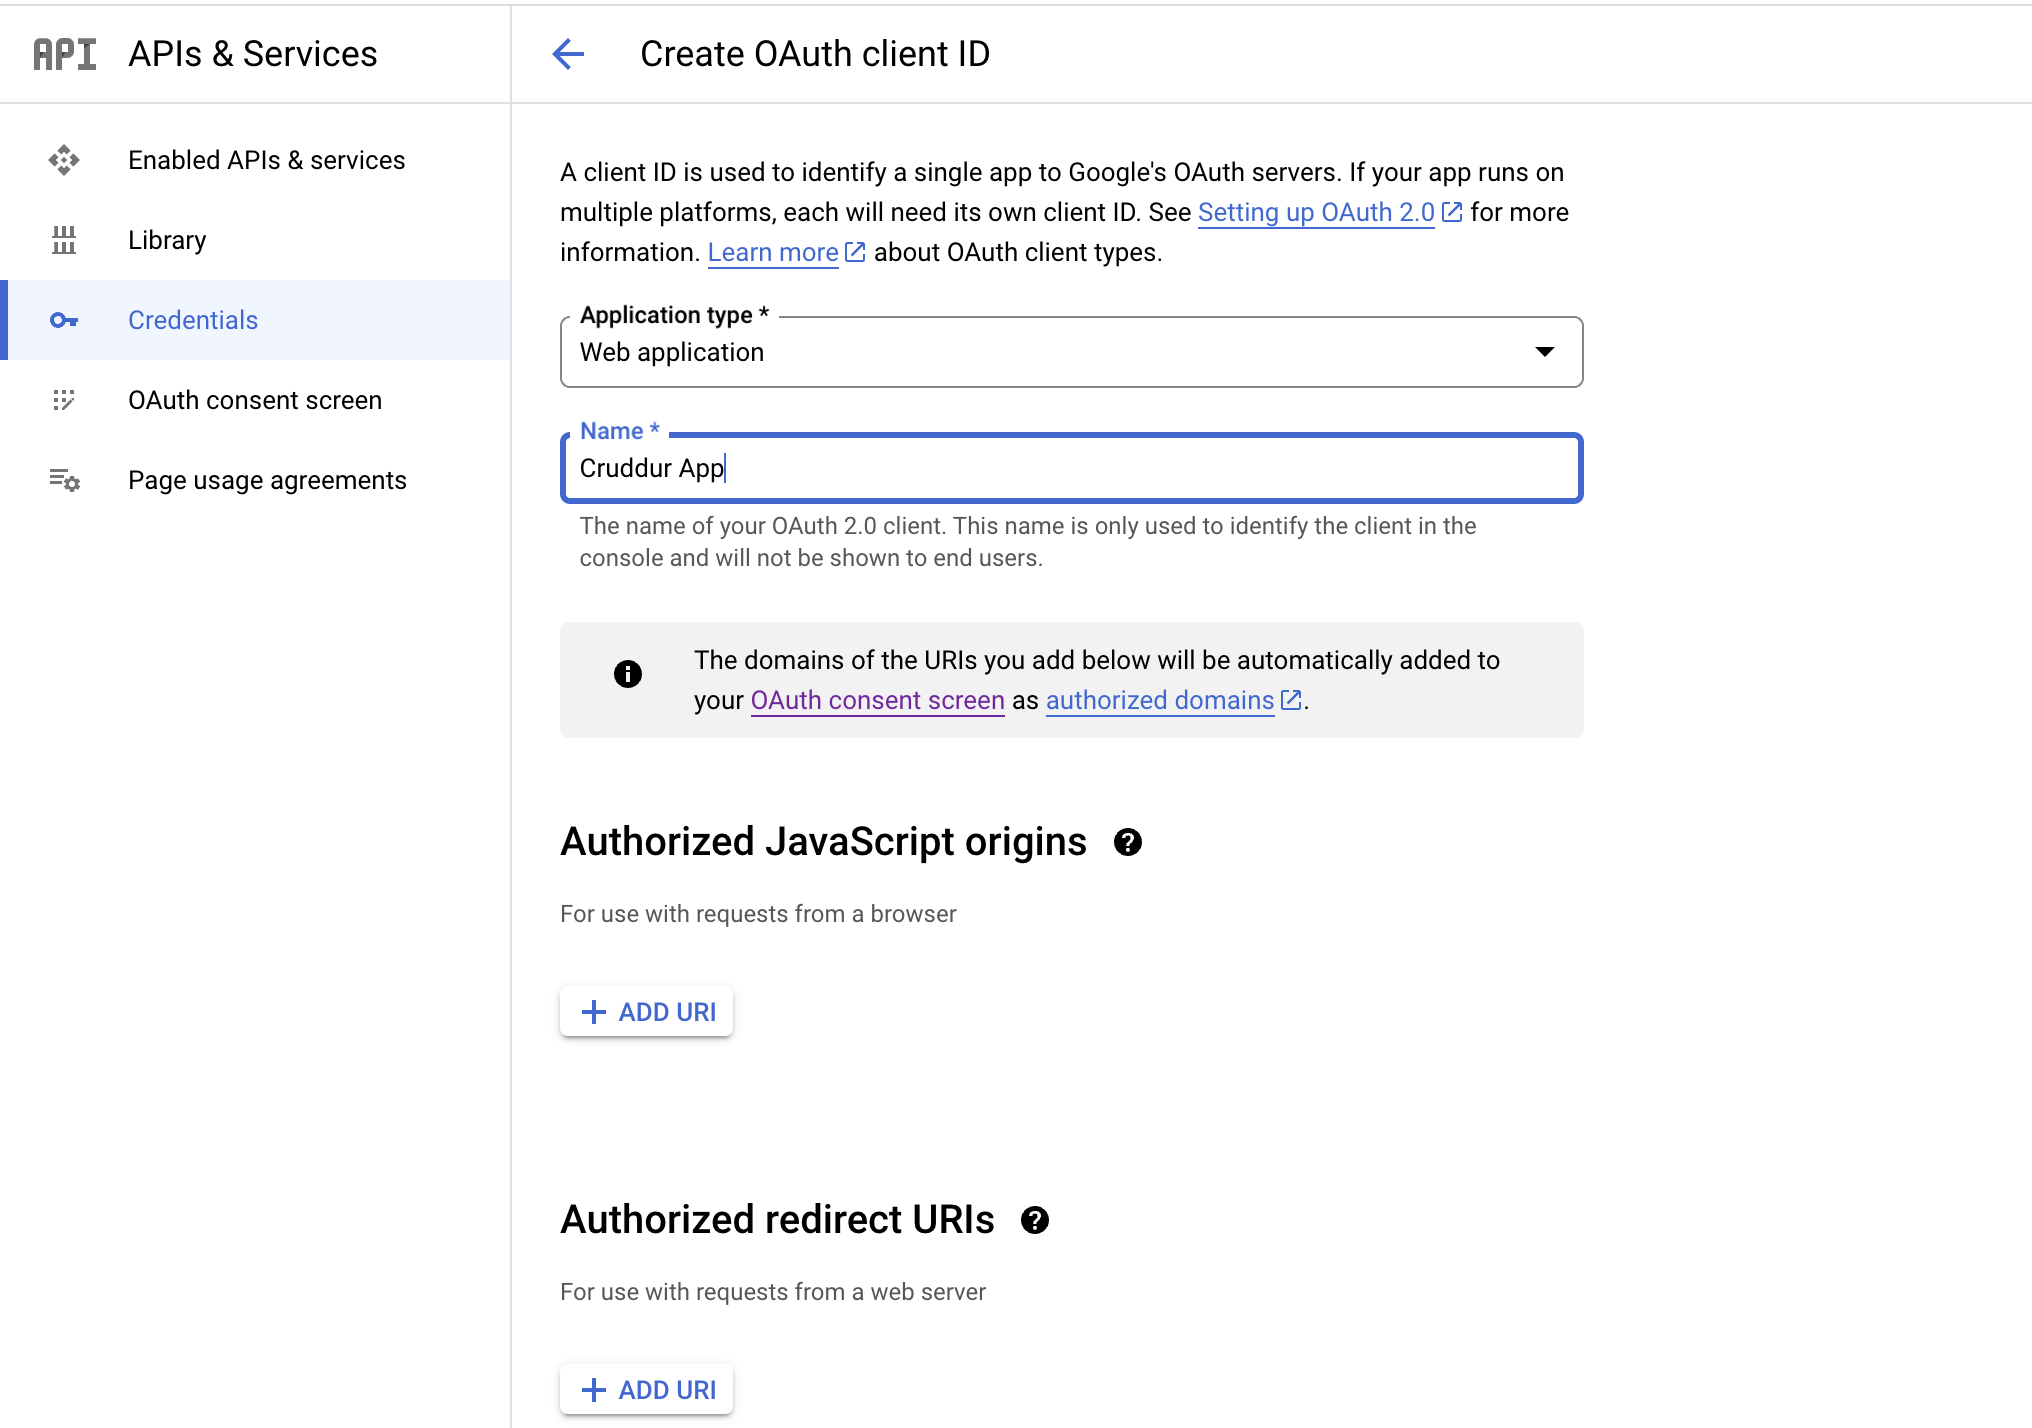 API APIs & Services
Enabled APIs & services
Library
Credentials
OAuth consent screen
Page usage agreements
Create OAuth client ID
A client ID is used to identify a single app to Google's OAuth servers. If your app runs on
multiple platforms, each will need its own client ID. See Setting up OAuth 2.0 for more
information. Learn more about OAuth client types.
Application type *
Web application
Name *
Cruddur App
The name of your OAuth 2.0 client. This name is only used to identify the client in the
console and will not be shown to end users.
The domains of the URIs you add below will be automatically added to
your OAuth consent screen as authorized domains.
Authorized JavaScript origins
For use with requests from a browser
ADD URI
Authorized redirect URIs
For use with requests from a web server
ADD URI